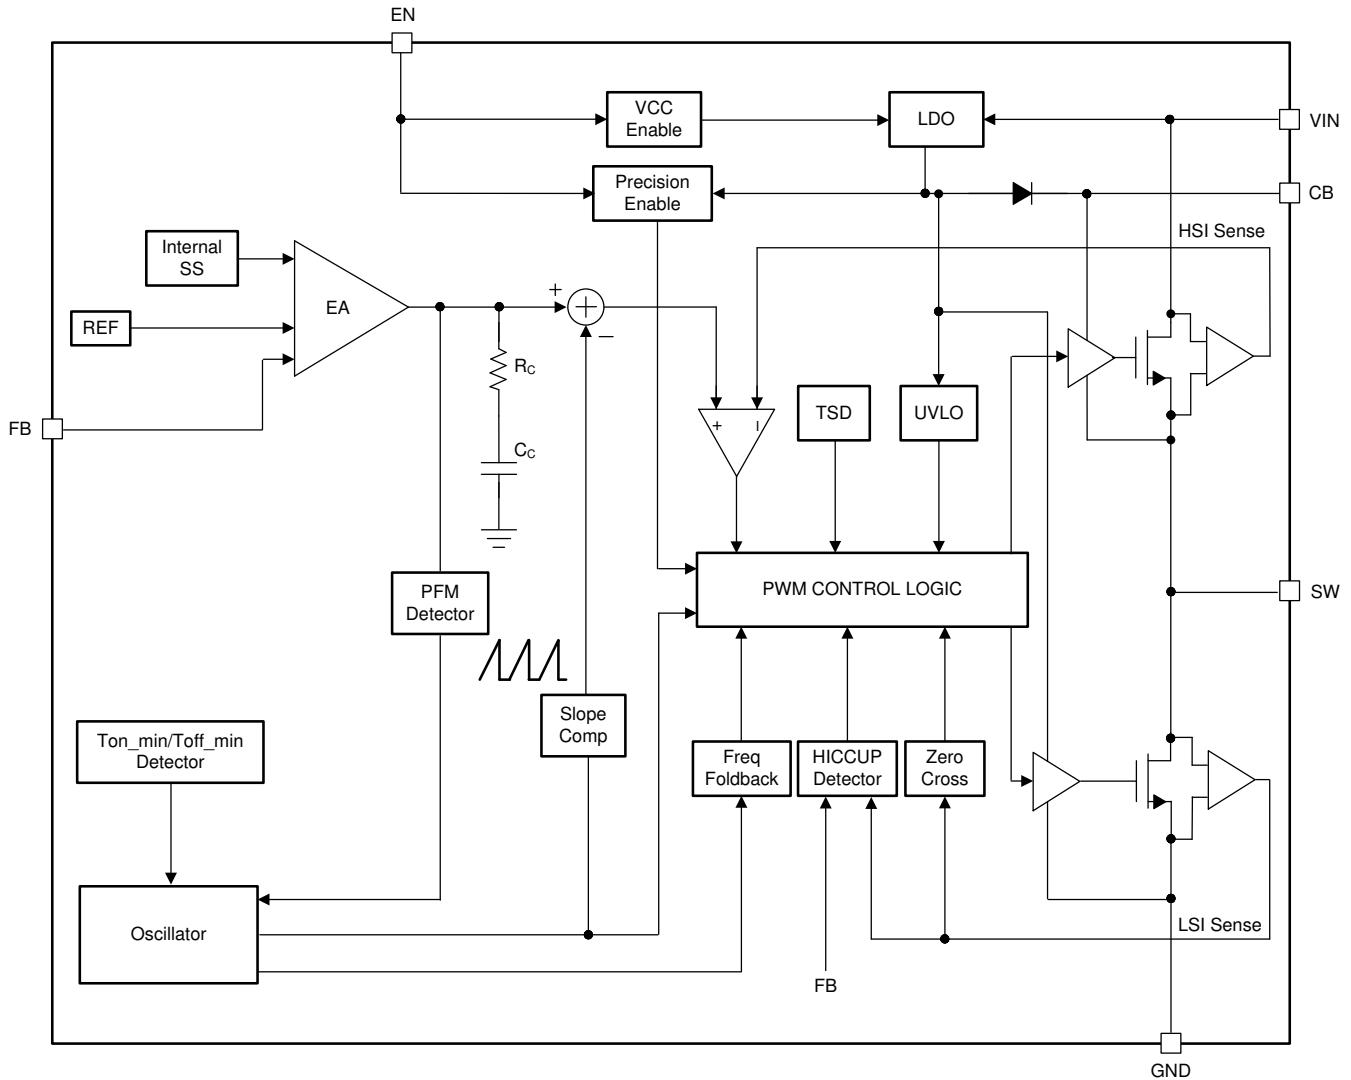 EN
VCC
Enable
LDO
VIN
Precision
Enable
CB
HSI Sense
Internal
SS
EA
+
+
−
REF
RC
FB
TSD
UVLO
+
−
CC
PWM CONTROL LOGIC
SW
PFM
Detector
Slope
Comp
Ton_min/Toff_min
Detector
Freq
Foldback
HICCUP
Detector
Zero
Cross
Oscillator
LSI Sense
FB
GND